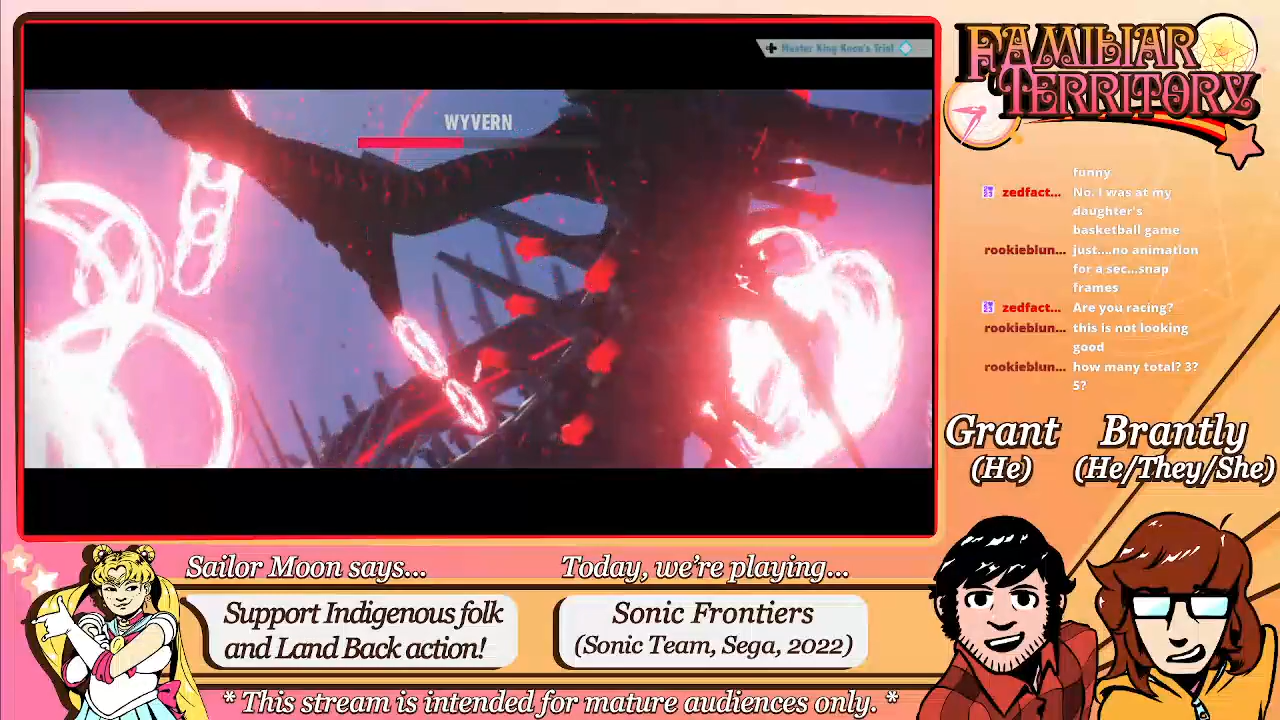 Master King Koco's Trial
WYVERN
FAMILIAR
TERRITORY
funny
zedfact... No. I was at my
daughter's
basketball game
rookieblun... just....no animation
for a sec...snap
frames
zedfact... Are you racing?
rookieblun... this is not looking
good
rookieblun... how many total? 3?
5?
Grant
(He)
Brantly
(He/They/She)
Sailor Moon says...
Support Indigenous folk
and Land Back action!
Today, we're playing...
Sonic Frontiers
(Sonic Team, Sega, 2022)
* This stream is intended for mature audiences only. *